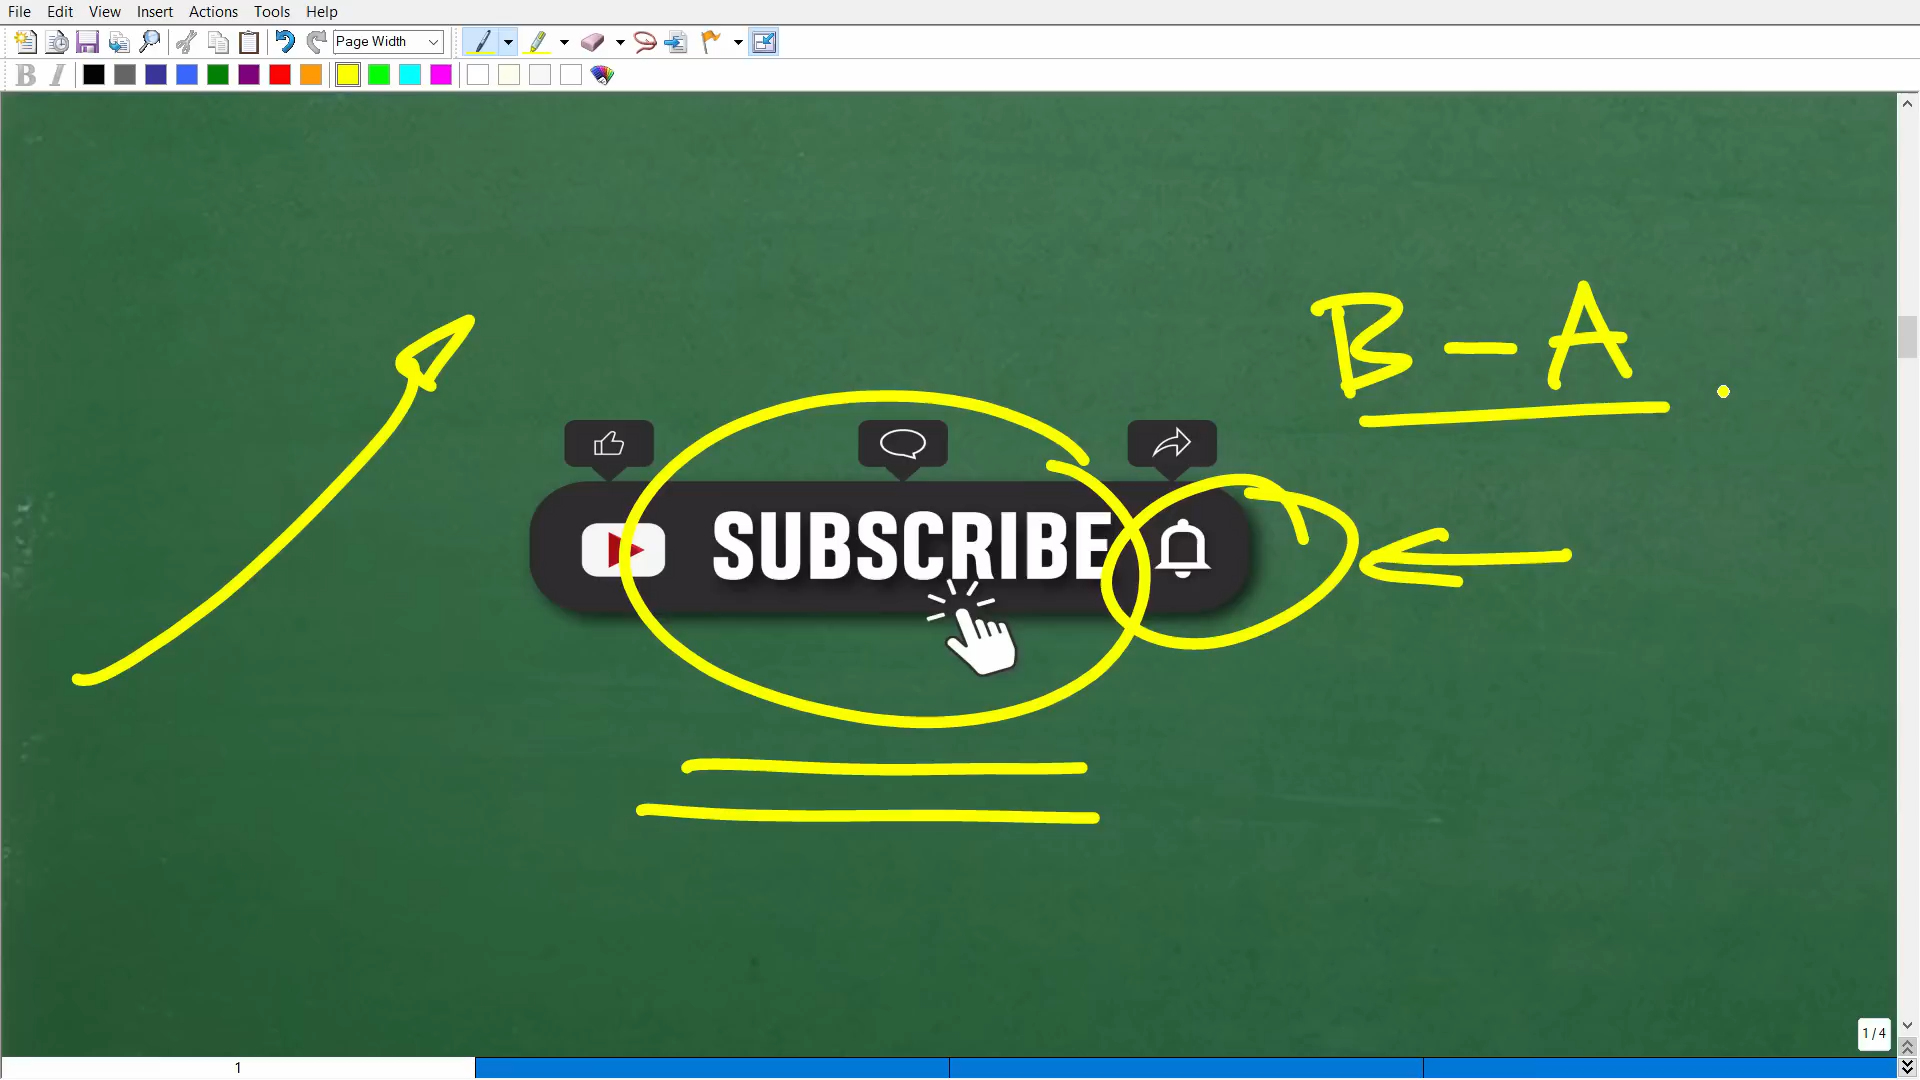 File Edit View Insert Actions Tools Help
Page Width
B I
B - A
SUBSCRIBE
1 / 4
1